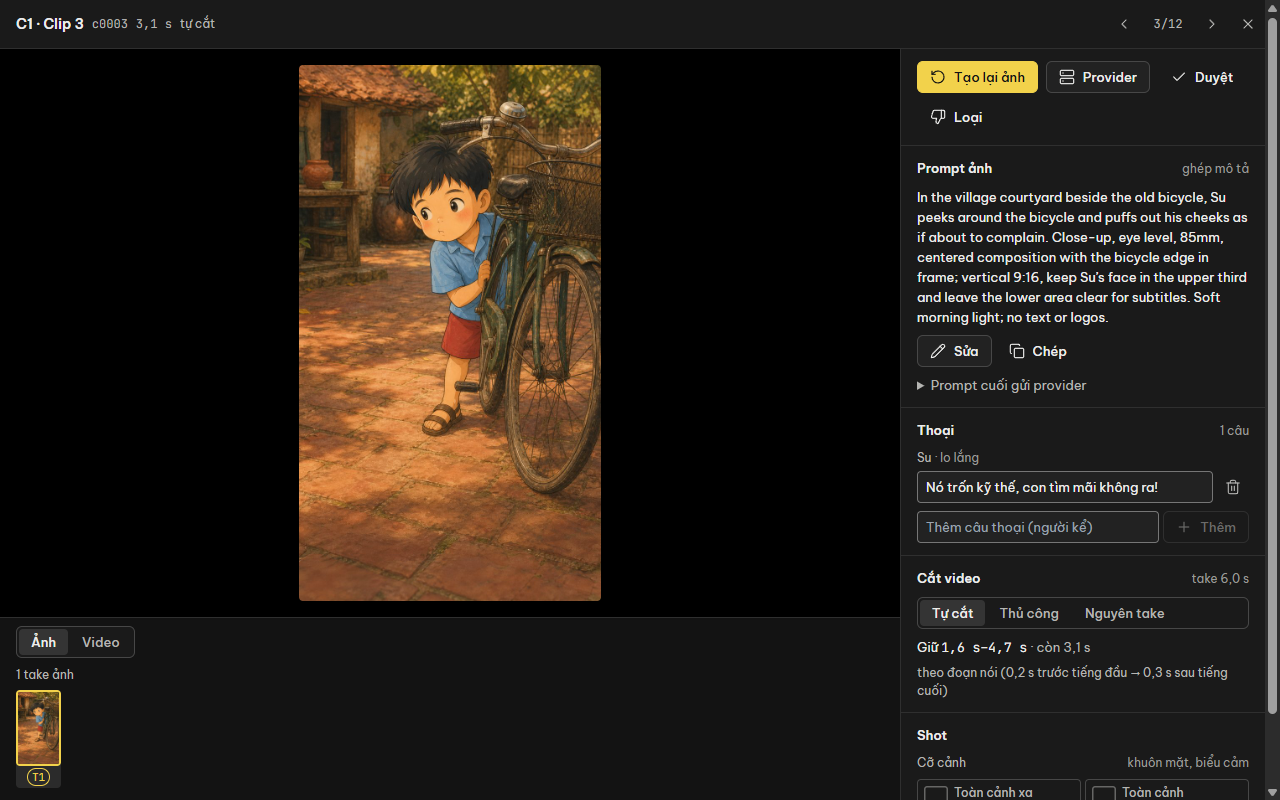 C1 · Clip 3 c0003 3,1 s tự cắt
3/12
Tạo lại ảnh
Provider
Duyệt
Loại
Prompt ảnh
ghép mô tả
In the village courtyard beside the old bicycle, Su
peeks around the bicycle and puffs out his cheeks as
if about to complain. Close-up, eye level, 85mm,
centered composition with the bicycle edge in
frame; vertical 9:16, keep Su's face in the upper third
and leave the lower area clear for subtitles. Soft
morning light; no text or logos.
Sửa
Chép
Prompt cuối gửi provider
Thoại
1 câu
Su · lo lắng
Nó trốn kỹ thế, con tìm mãi không ra!
Thêm câu thoại (người kể)
Thêm
Cắt video
take 6,0 s
Tự cắt
Thủ công
Nguyên take
Giữ 1,6 s–4,7 s · còn 3,1 s
theo đoạn nói (0,2 s trước tiếng đầu → 0,3 s sau tiếng
cuối)
Shot
Cỡ cảnh
khuôn mặt, biểu cảm
Toàn cảnh xa
Toàn cảnh
Ảnh
Video
1 take ảnh
T1